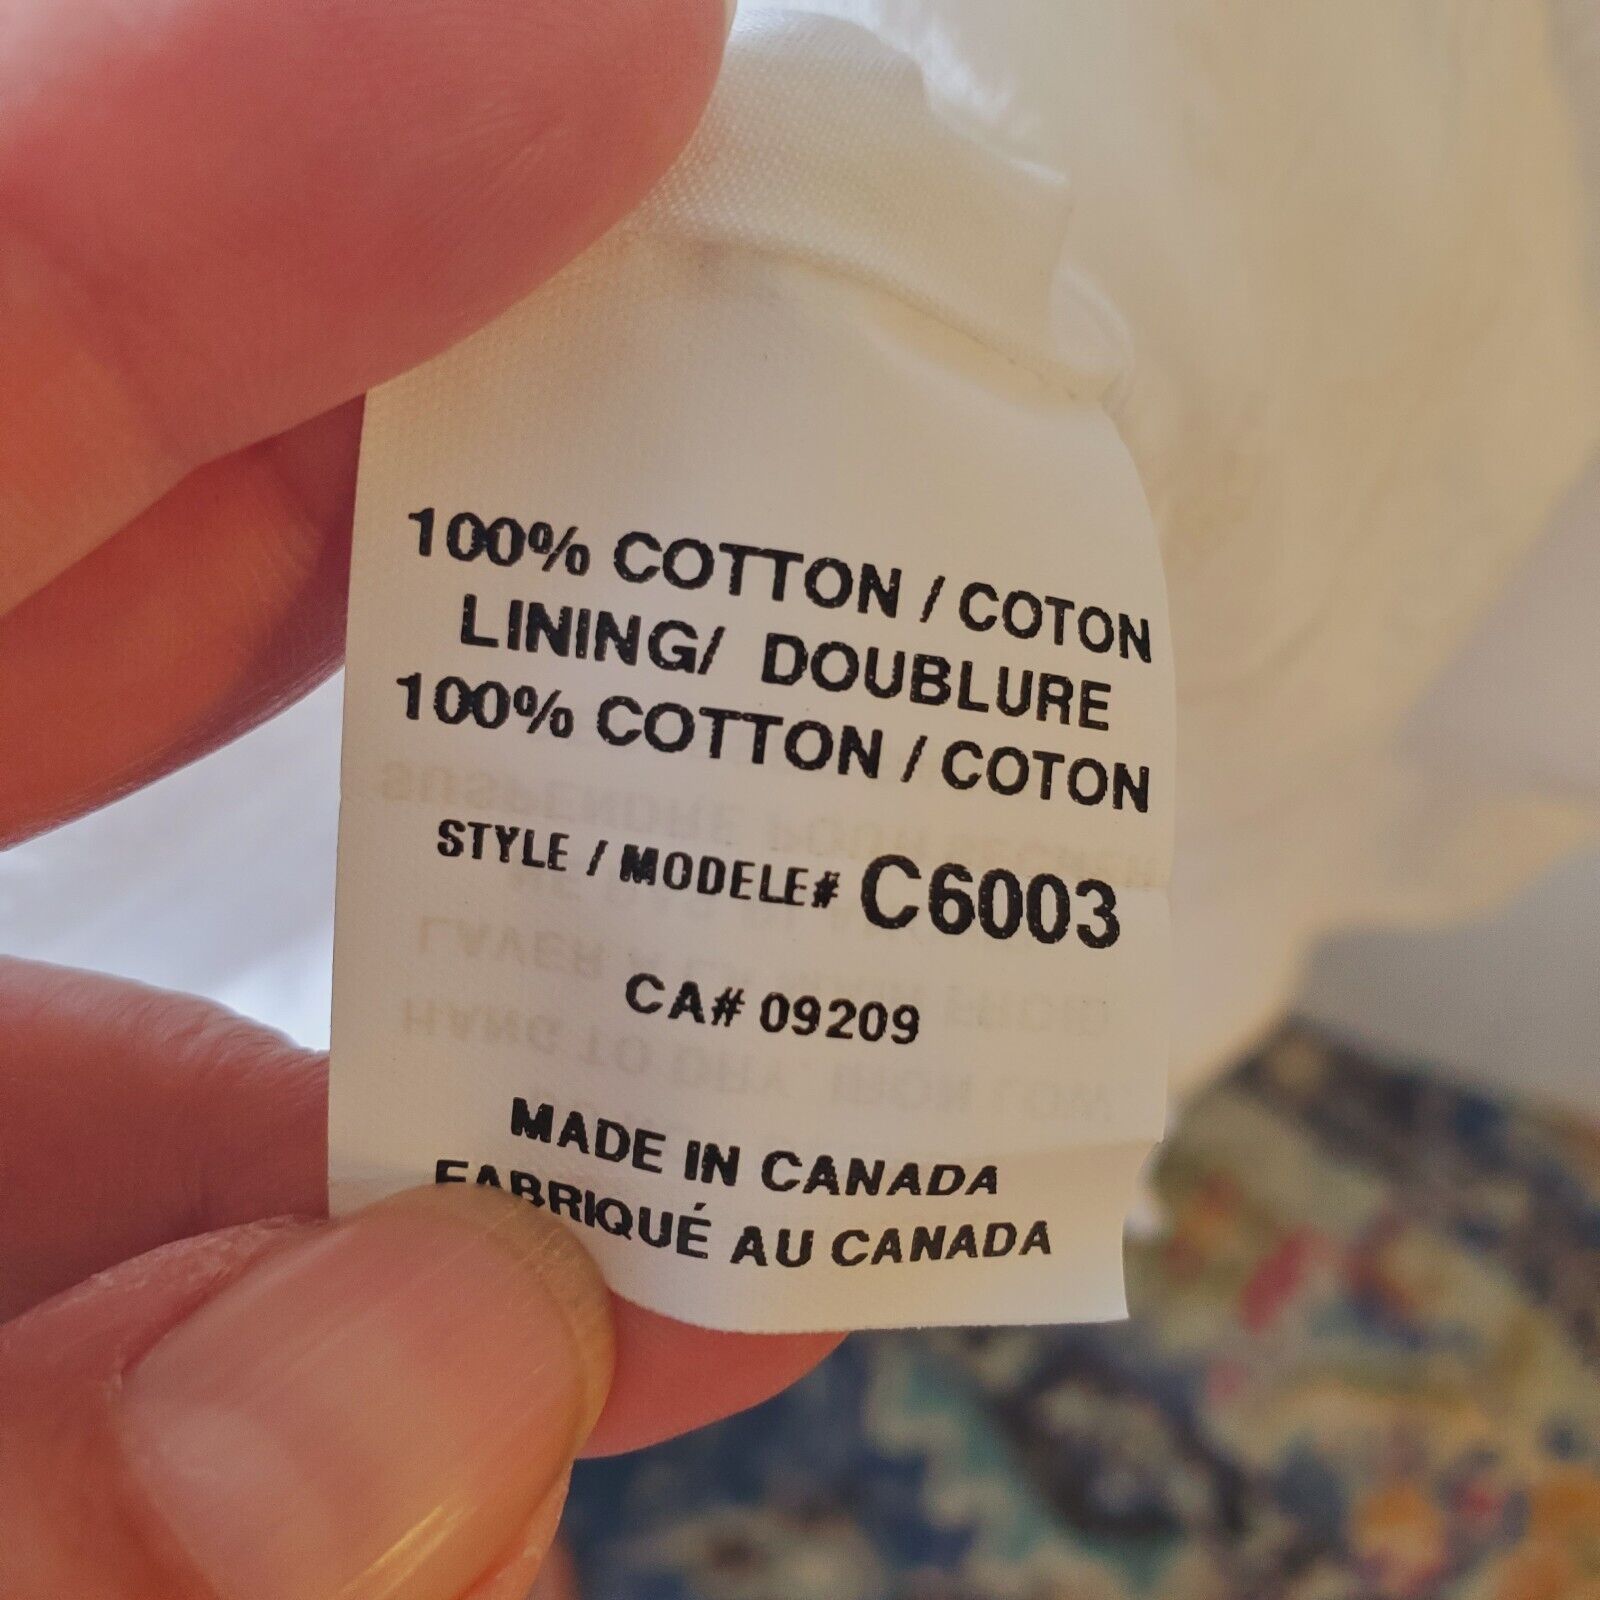 100% COTTON / COTON
LINING/ DOUBLURE
100% COTTON / COTON
STYLE / MODELE# C6003
CA# 09209
MADE IN CANADA
FABRIQUÉ AU CANADA